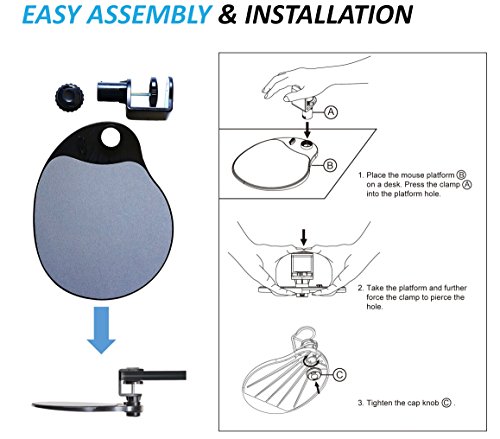 EASY ASSEMBLY & INSTALLATION
A
B
1. Place the mouse platform B
on a desk. Press the clamp A
into the platform hole.
2. Take the platform and further
force the clamp to pierce the
hole.
C
3. Tighten the cap knob C .